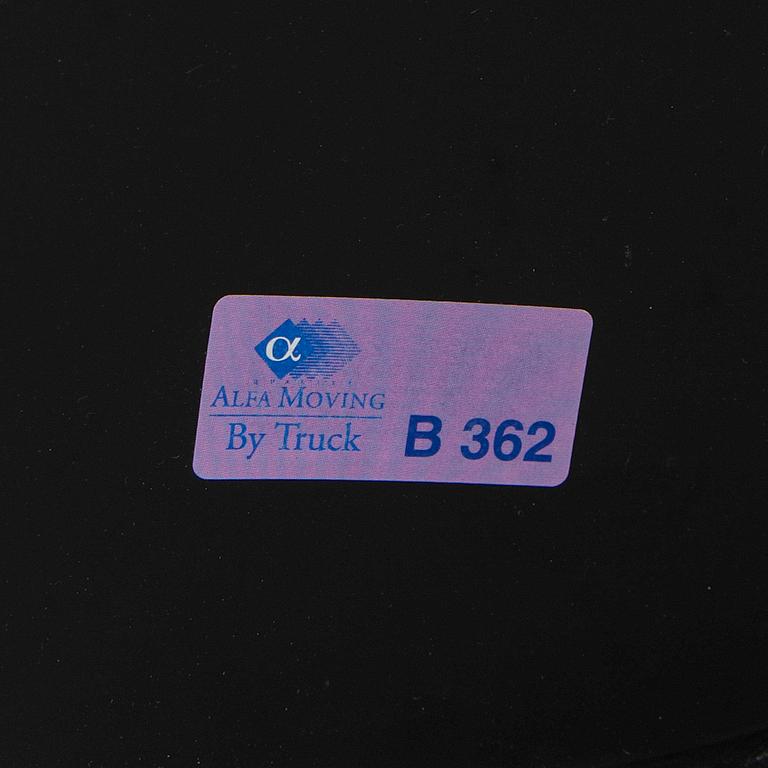 α
ALFA MOVING
By Truck
B 362